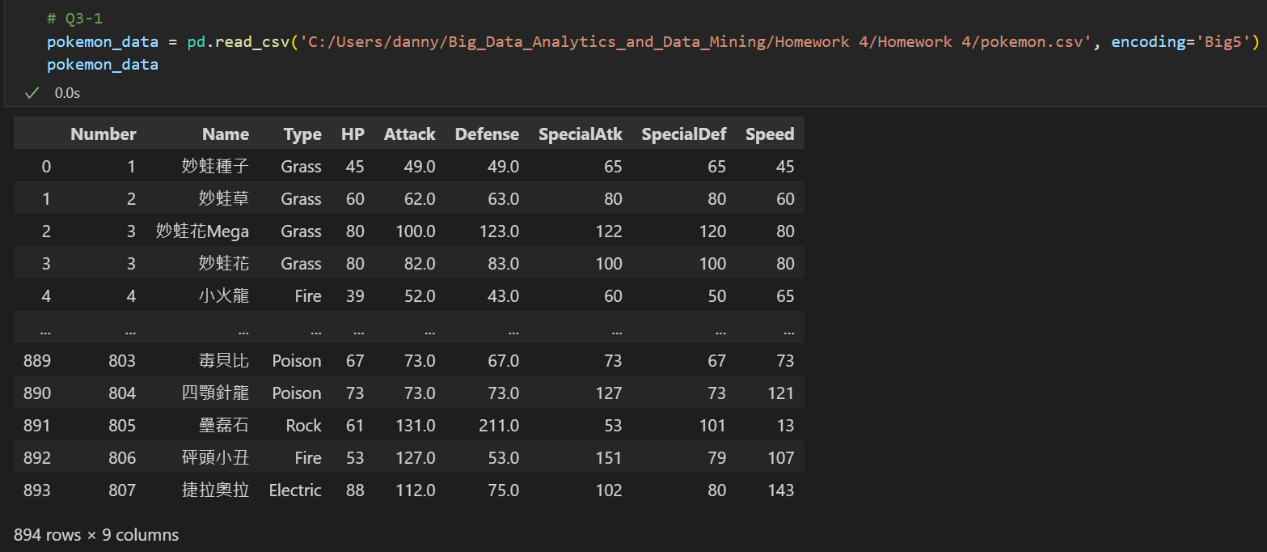 # Q3-1
pokemon_data = pd.read_csv('C:/Users/danny/Big_Data_Analytics_and_Data_Mining/Homework 4/Homework 4/pokemon.csv', encoding='Big5')
pokemon_data
✓ 0.0s
Number Name Type HP Attack Defense SpecialAtk SpecialDef Speed
0 1 妙蛙種子 Grass 45 49.0 49.0 65 65 45
1 2 妙蛙草 Grass 60 62.0 63.0 80 80 60
2 3 妙蛙花Mega Grass 80 100.0 123.0 122 120 80
3 3 妙蛙花 Grass 80 82.0 83.0 100 100 80
4 4 小火龍 Fire 39 52.0 43.0 60 50 65
... ... ... ... ... ... ... ... ... ...
889 803 毒貝比 Poison 67 73.0 67.0 73 67 73
890 804 四顎針龍 Poison 73 73.0 73.0 127 73 121
891 805 壘磊石 Rock 61 131.0 211.0 53 101 13
892 806 砰頭小丑 Fire 53 127.0 53.0 151 79 107
893 807 捷拉奧拉 Electric 88 112.0 75.0 102 80 143
894 rows × 9 columns